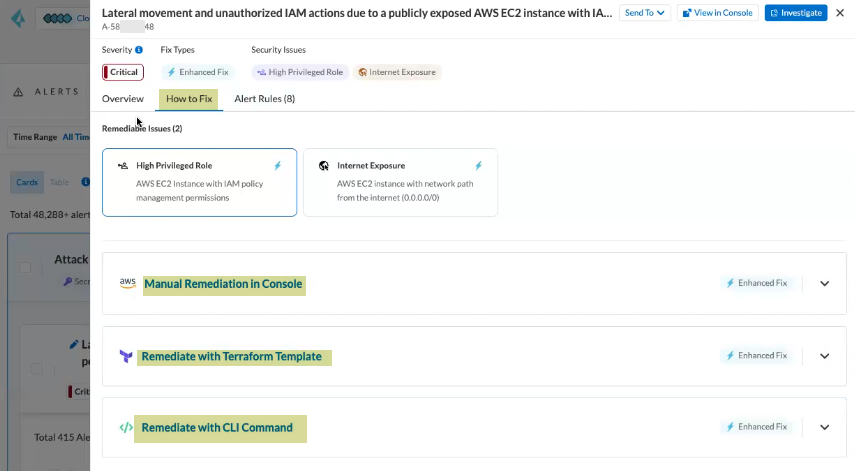 Lateral movement and unauthorized IAM actions due to a publicly exposed AWS EC2 instance with IA...
Send To
View in Console
Investigate
A-58 48
Severity
Fix Types
Security Issues
Critical
Enhanced Fix
High Privileged Role
Internet Exposure
Overview
How to Fix
Alert Rules (8)
Remediable Issues (2)
High Privileged Role
AWS EC2 Instance with IAM policy
management permissions
Internet Exposure
AWS EC2 instance with network path
from the internet (0.0.0.0/0)
aws
Manual Remediation in Console
Enhanced Fix
Remediate with Terraform Template
Enhanced Fix
Remediate with CLI Command
Enhanced Fix
Clo
ALERTS
Time Range
All Tim
Cards
Table
Total 48,288+ alert
Attack
Secr
La
po
Crit
Total 415 Ale